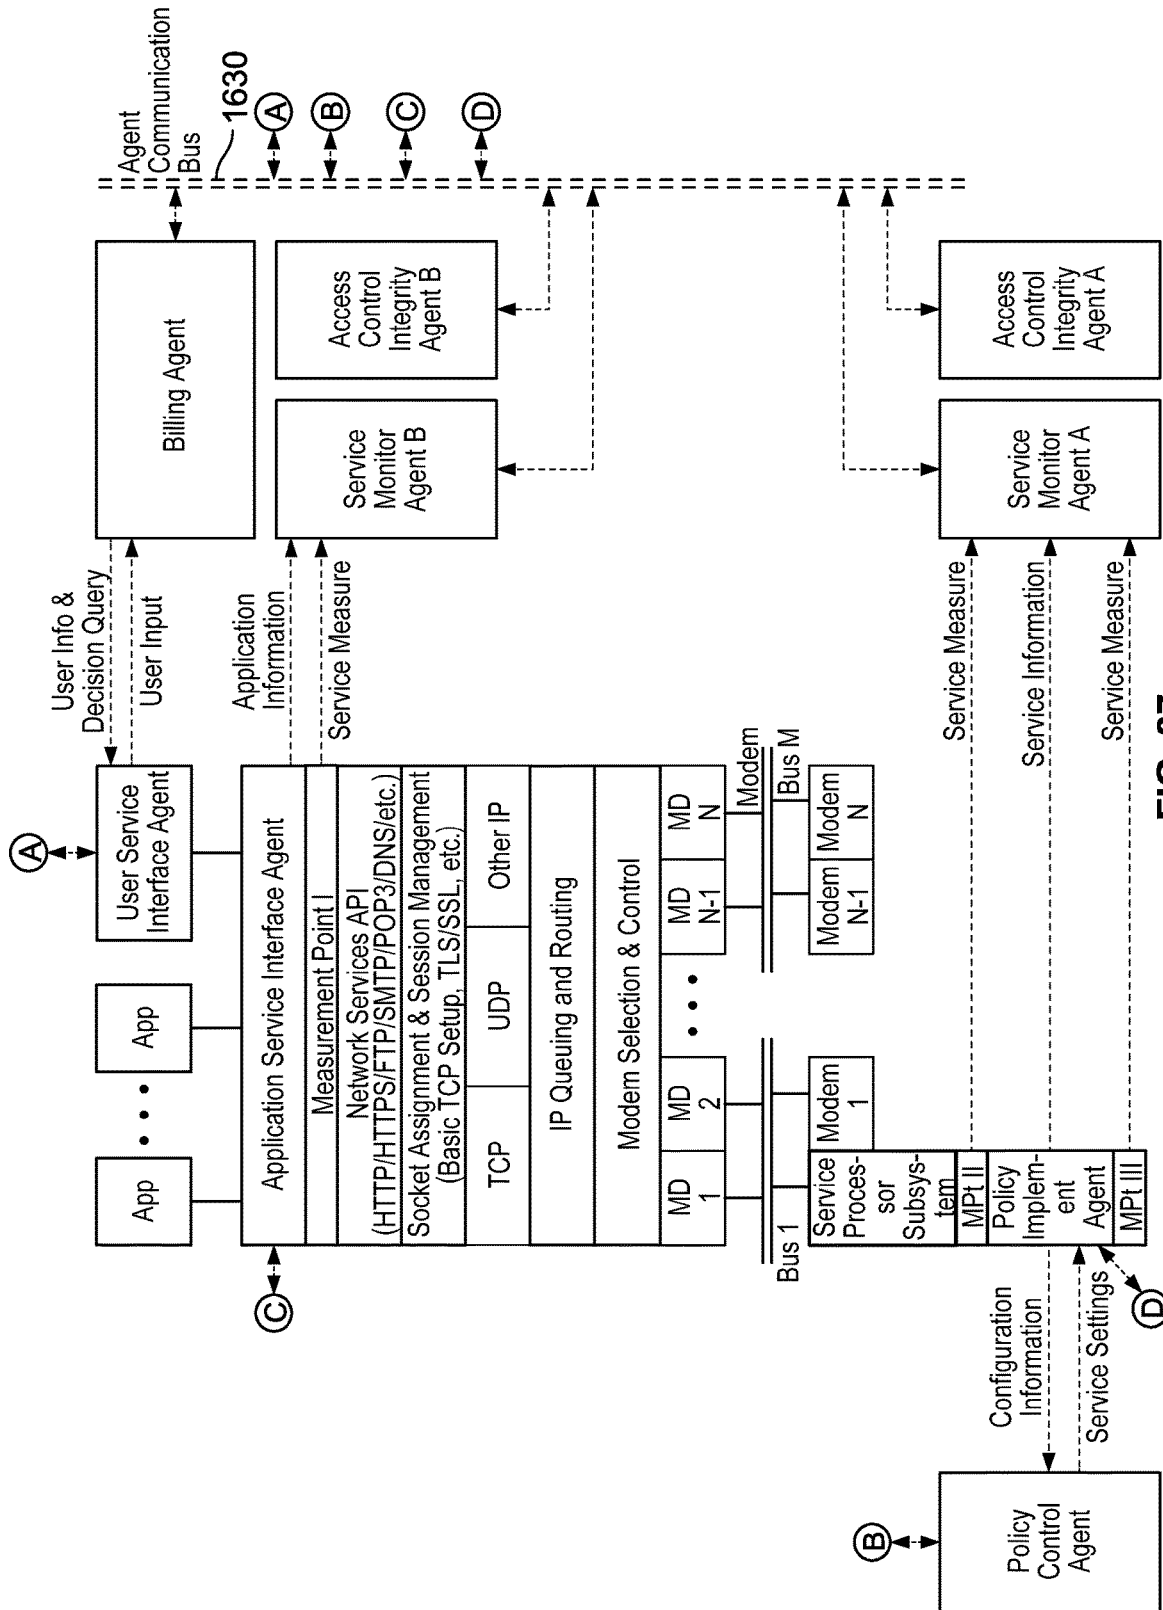 A
App
App
User Service
Interface Agent
User Info &
Decision Query
User Input
Billing Agent
Agent
Communication
Bus
1630
A
B
C
D
C
Application Service Interface Agent
Measurement Point I
Network Services API
(HTTP/HTTPS/FTP/SMTP/POP3/DNS/etc.)
Socket Assignment & Session Management
(Basic TCP Setup, TLS/SSL, etc.)
TCP
UDP
Other IP
IP Queuing and Routing
Modem Selection & Control
MD
1
MD
2
MD
N-1
MD
N
Application
Information
Service Measure
Service
Monitor
Agent B
Access
Control
Integrity
Agent B
Bus 1
Modem
Bus M
Service
Proces-
sor
Subsys-
tem
Modem
1
Modem
N-1
Modem
N
MPt II
Policy
Implem-
ent
Agent
MPt III
B
Policy
Control
Agent
Configuration
Information
Service Settings
D
Service Measure
Service Information
Service Measure
Service
Monitor
Agent A
Access
Control
Integrity
Agent A